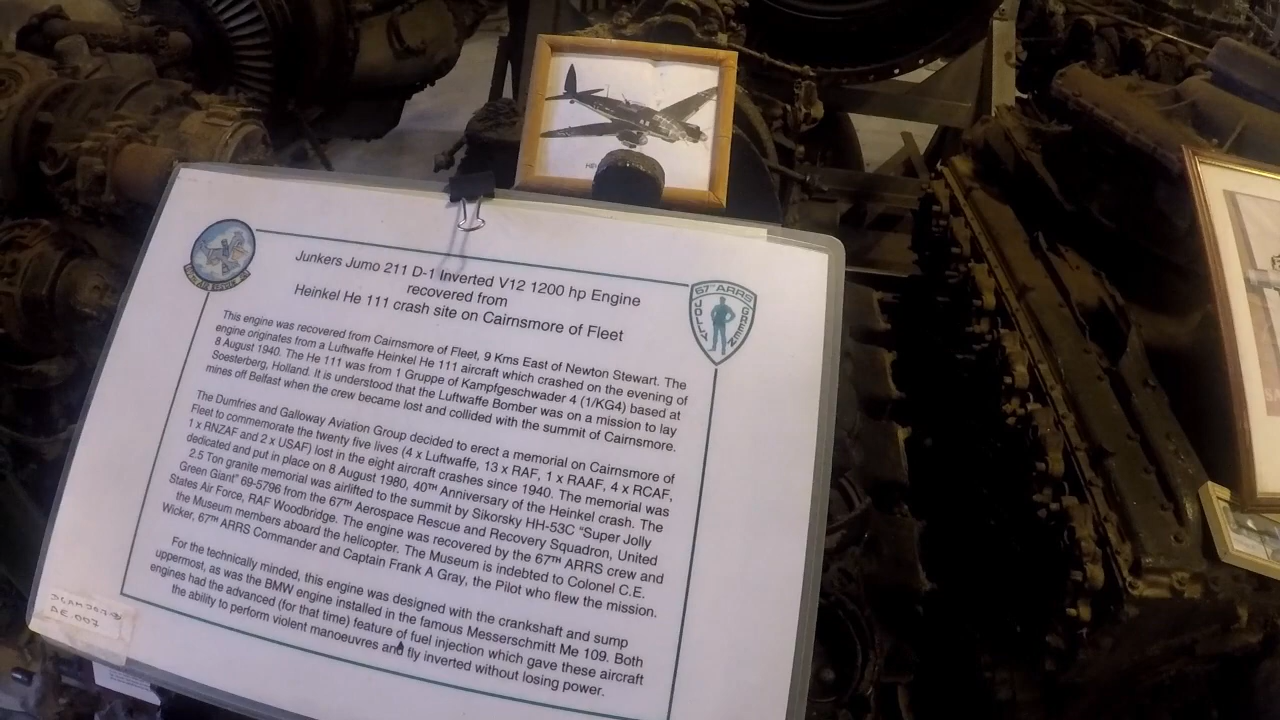 Junkers Jumo 211 D-1 Inverted V12 1200 hp Engine
recovered from
Heinkel He 111 crash site on Cairnsmore of Fleet
67TH ARRS
JOLLY
GREEN
This engine was recovered from Cairnsmore of Fleet, 9 Kms East of Newton Stewart. The
engine originates from a Luftwaffe Heinkel He 111 aircraft which crashed on the evening of
8 August 1940. The He 111 was from 1 Gruppe of Kampfgeschwader 4 (1/KG4) based at
Soesterberg, Holland. It is understood that the Luftwaffe Bomber was on a mission to lay
mines off Belfast when the crew became lost and collided with the summit of Cairnsmore.
The Dumfries and Galloway Aviation Group decided to erect a memorial on Cairnsmore of
Fleet to commemorate the twenty five lives (4 x Luftwaffe, 13 x RAF, 1 x RAAF, 4 x RCAF,
1 x RNZAF and 2 x USAF) lost in the eight aircraft crashes since 1940. The memorial was
dedicated and put in place on 8 August 1980, 40TH Anniversary of the Heinkel crash. The
2.5 Ton granite memorial was airlifted to the summit by Sikorsky HH-53C "Super Jolly
Green Giant" 69-5796 from the 67TH Aerospace Rescue and Recovery Squadron, United
States Air Force, RAF Woodbridge. The engine was recovered by the 67TH ARRS crew and
the Museum members aboard the helicopter. The Museum is indebted to Colonel C.E.
Wicker, 67TH ARRS Commander and Captain Frank A Gray, the Pilot who flew the mission.
For the technically minded, this engine was designed with the crankshaft and sump
uppermost, as was the BMW engine installed in the famous Messerschmitt Me 109. Both
engines had the advanced (for that time) feature of fuel injection which gave these aircraft
the ability to perform violent manoeuvres and fly inverted without losing power.
AE.007